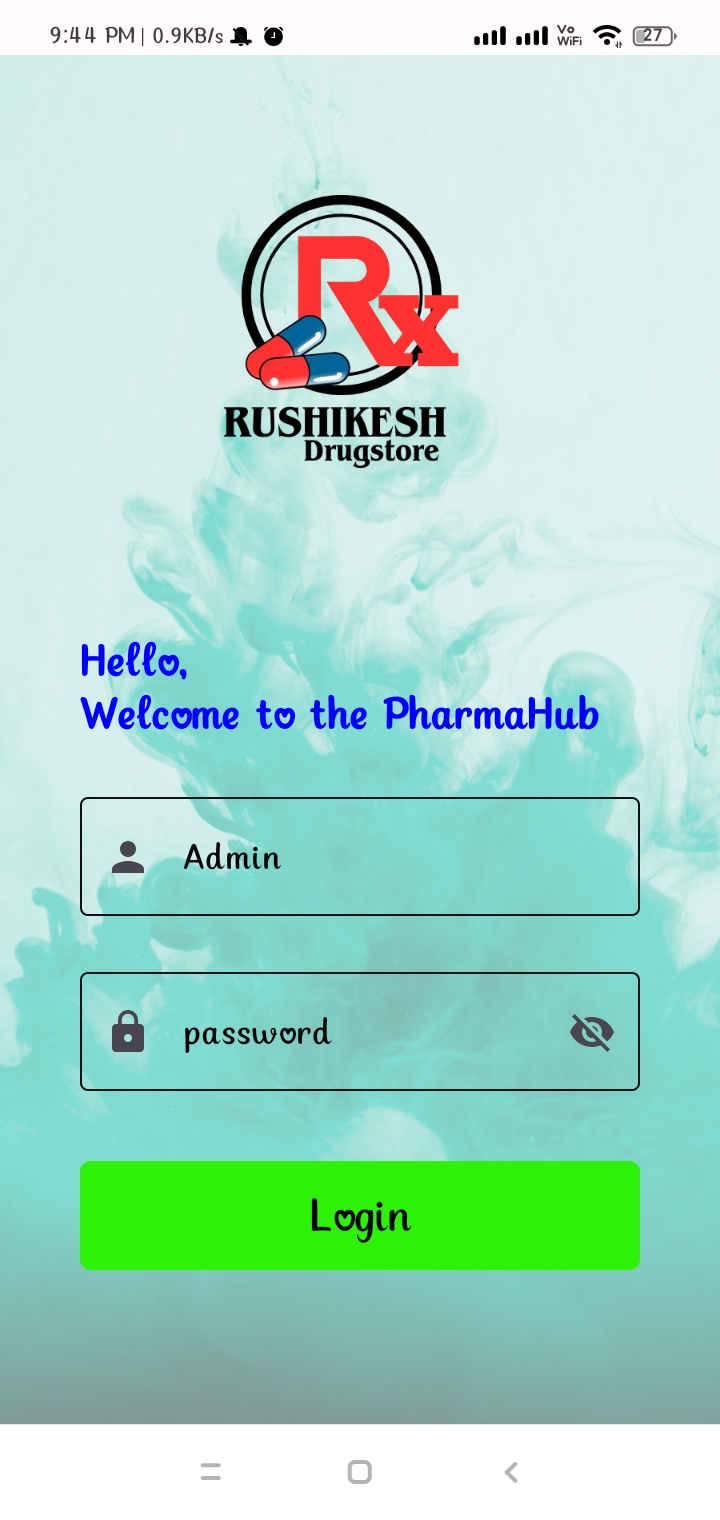 9:44 PM | 0.9KB/s Vo WiFi 27
Rx
RUSHIKESH
Drugstore
Hello,
Welcome to the PharmaHub
Admin
password
Login